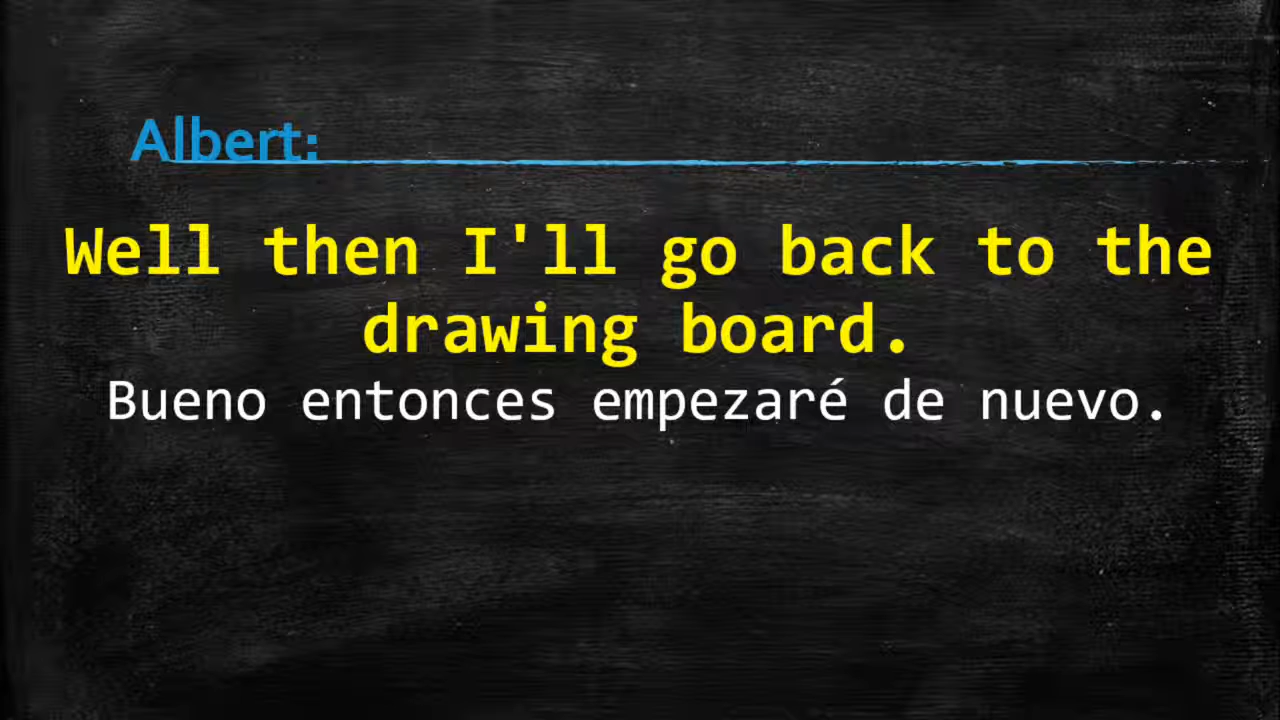 Albert:
Well then I'll go back to the
drawing board.
Bueno entonces empezaré de nuevo.